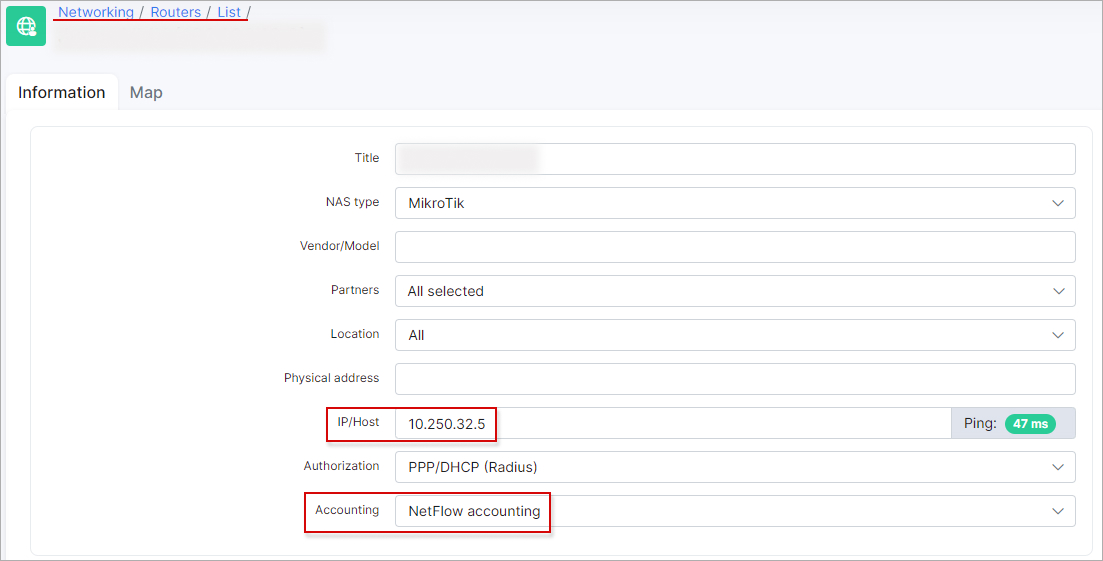 Networking / Routers / List /
Information Map
Title
NAS type MikroTik
Vendor/Model
Partners All selected
Location All
Physical address
IP/Host 10.250.32.5 Ping: 47 ms
Authorization PPP/DHCP (Radius)
Accounting NetFlow accounting